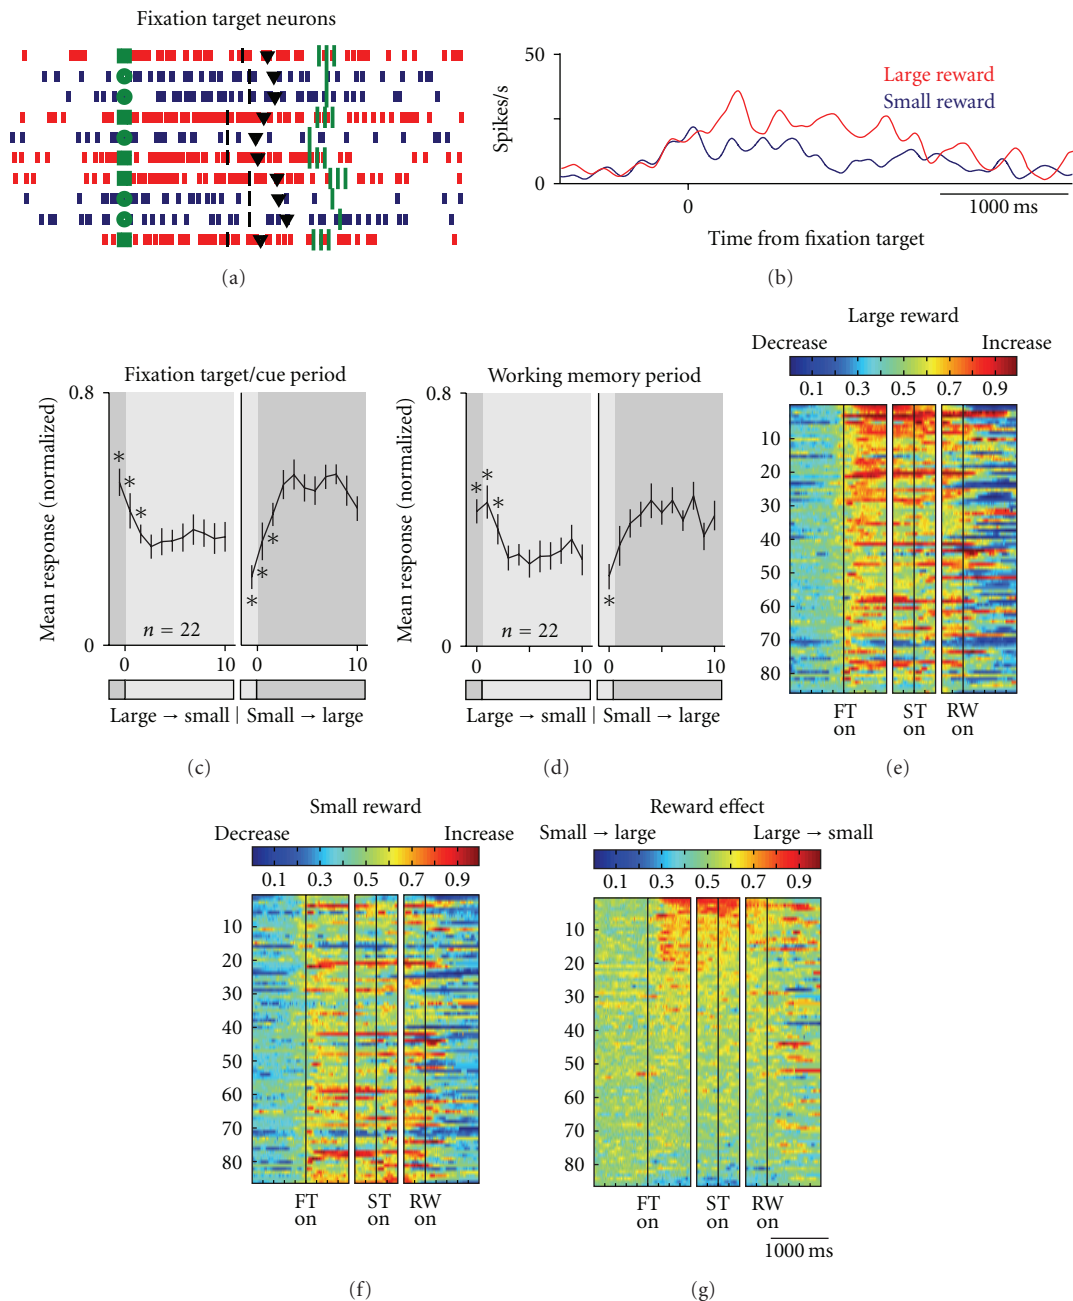 Fixation target neurons
(a)
50
Spikes/s
0
Large reward
Small reward
0
1000 ms
Time from fixation target
(b)
Fixation target/cue period
0.8
Mean response (normalized)
0
* * *
* * *
n = 22
0 10 0 10
Large → small | Small → large
(c)
Working memory period
0.8
Mean response (normalized)
0
* * *
*
n = 22
0 10 0 10
Large → small | Small → large
(d)
Large reward
Decrease Increase
0.1 0.3 0.5 0.7 0.9
10
20
30
40
50
60
70
80
FT ST RW
on on on
(e)
Small reward
Decrease Increase
0.1 0.3 0.5 0.7 0.9
10
20
30
40
50
60
70
80
FT ST RW
on on on
(f)
Reward effect
Small → large Large → small
0.1 0.3 0.5 0.7 0.9
10
20
30
40
50
60
70
80
FT ST RW
on on on
1000 ms
(g)